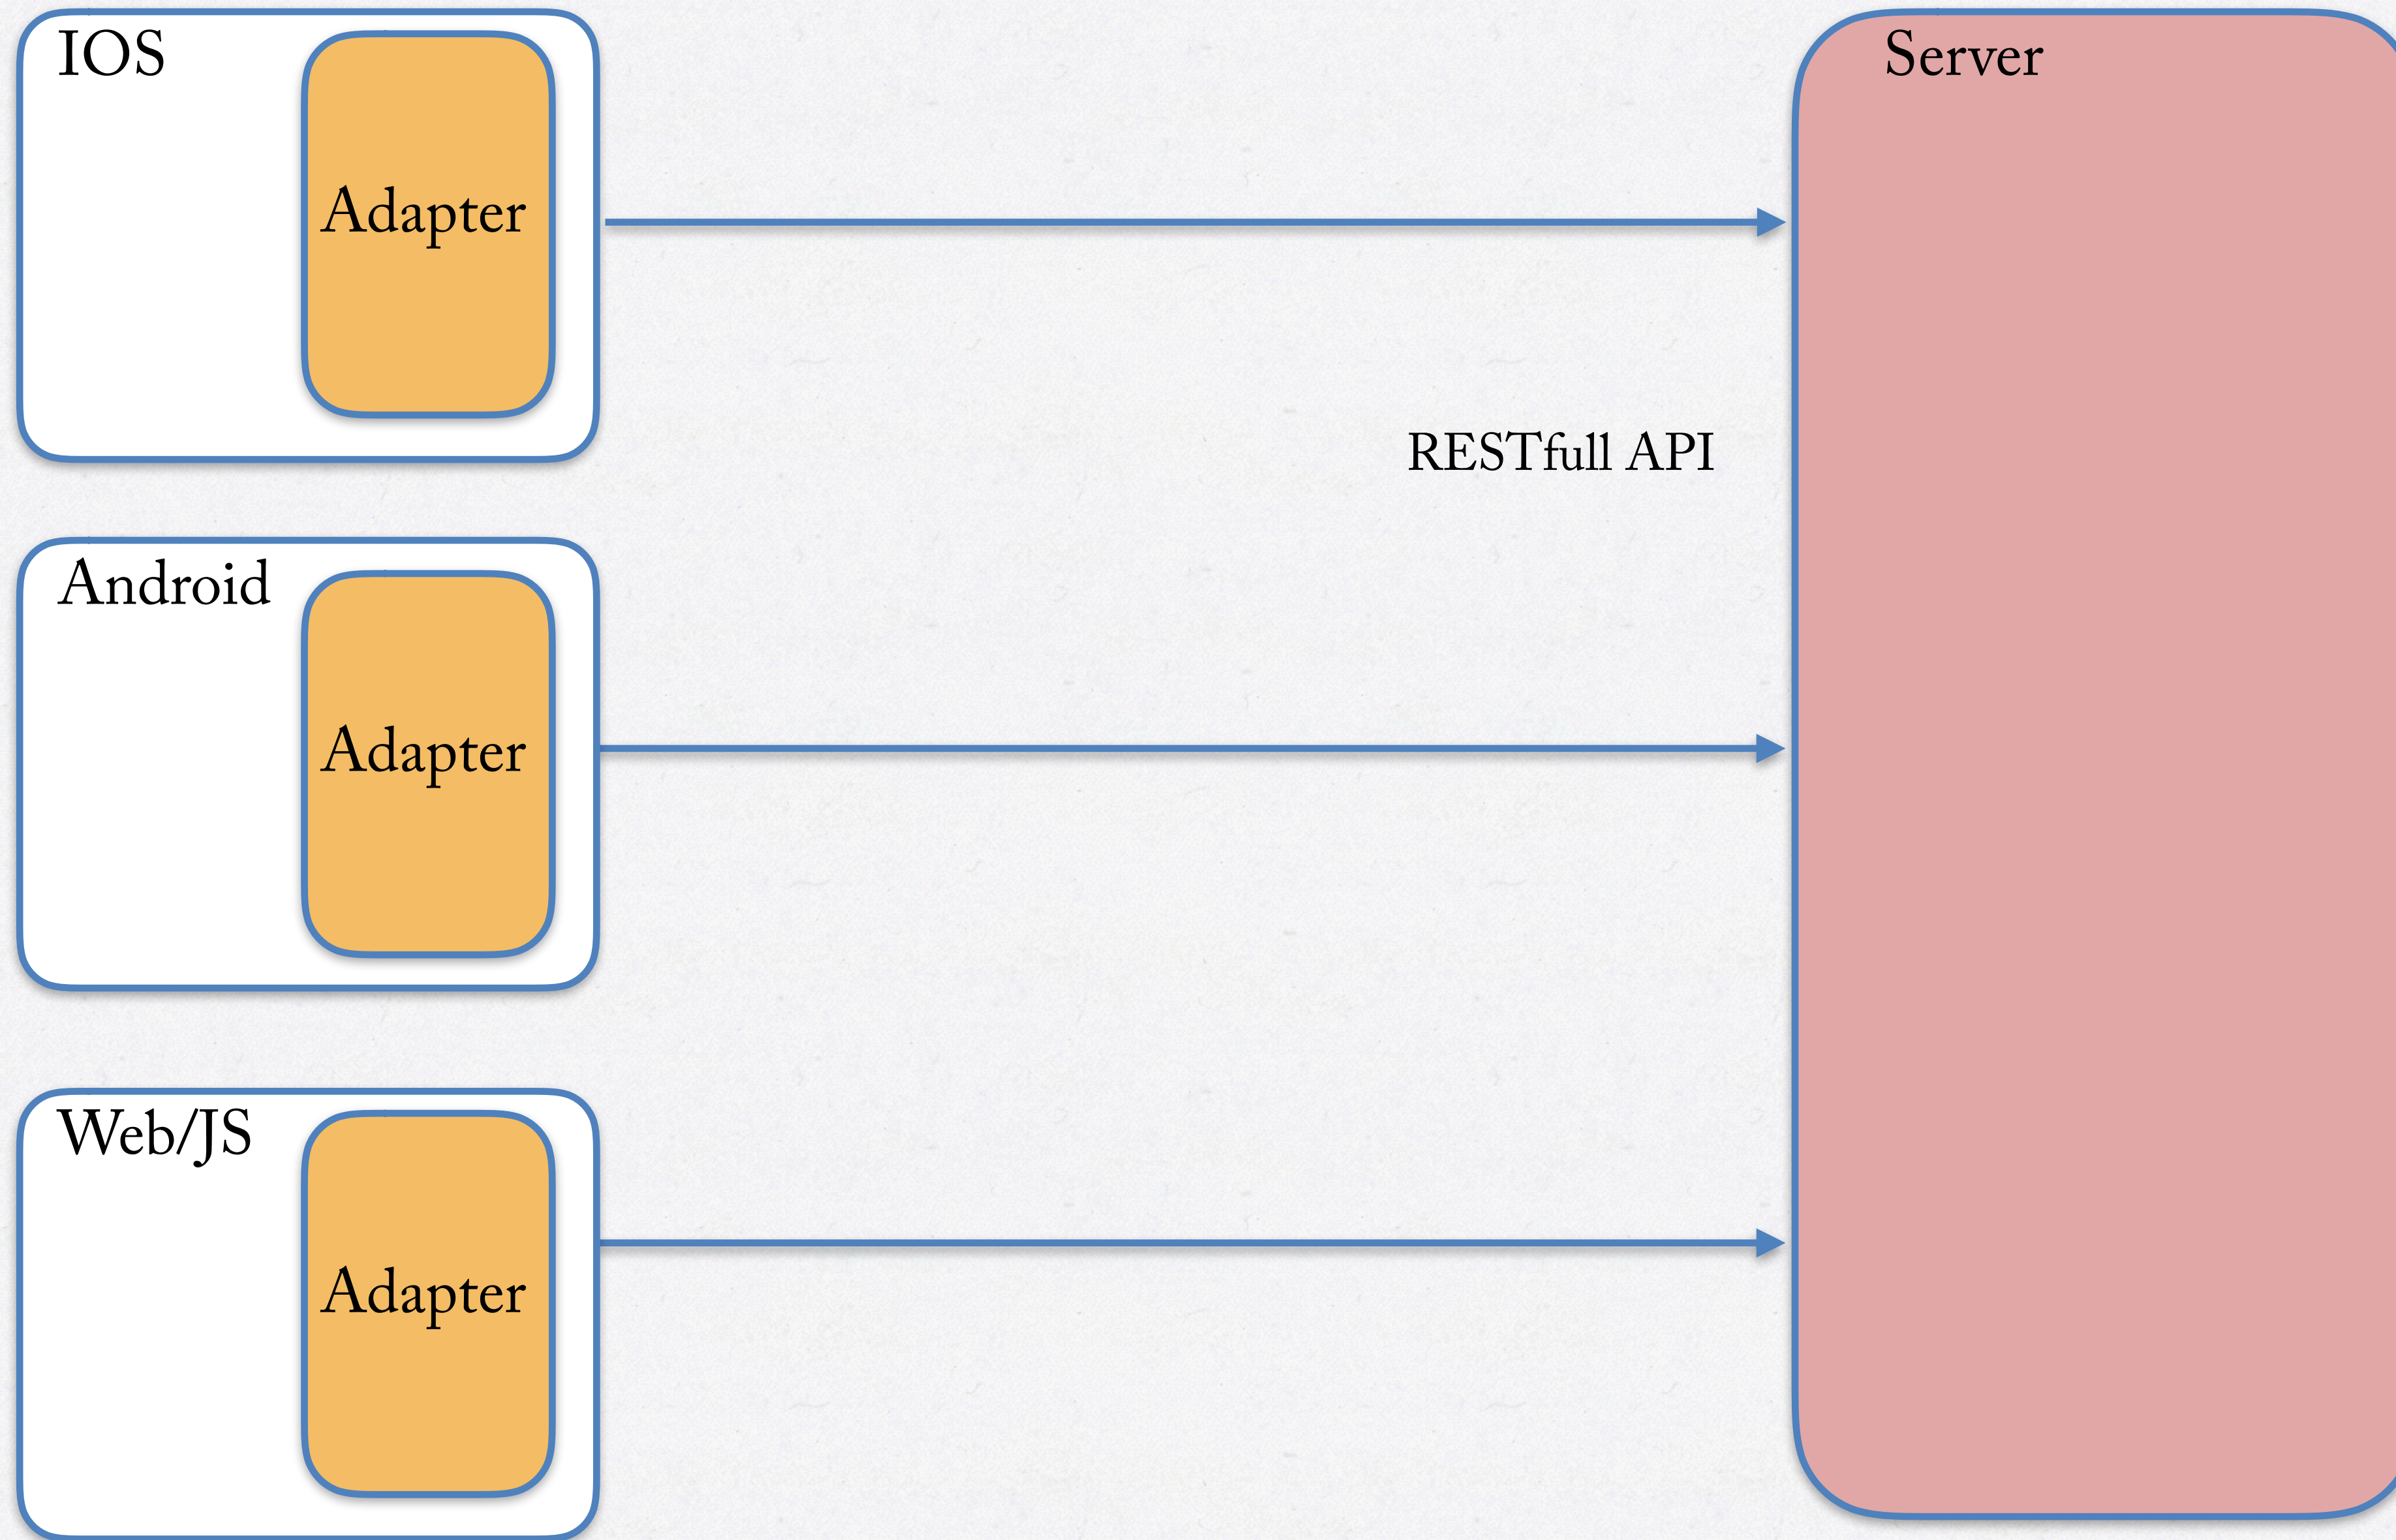 IOS
Adapter
Server
RESTfull API
Android
Adapter
Web/JS
Adapter